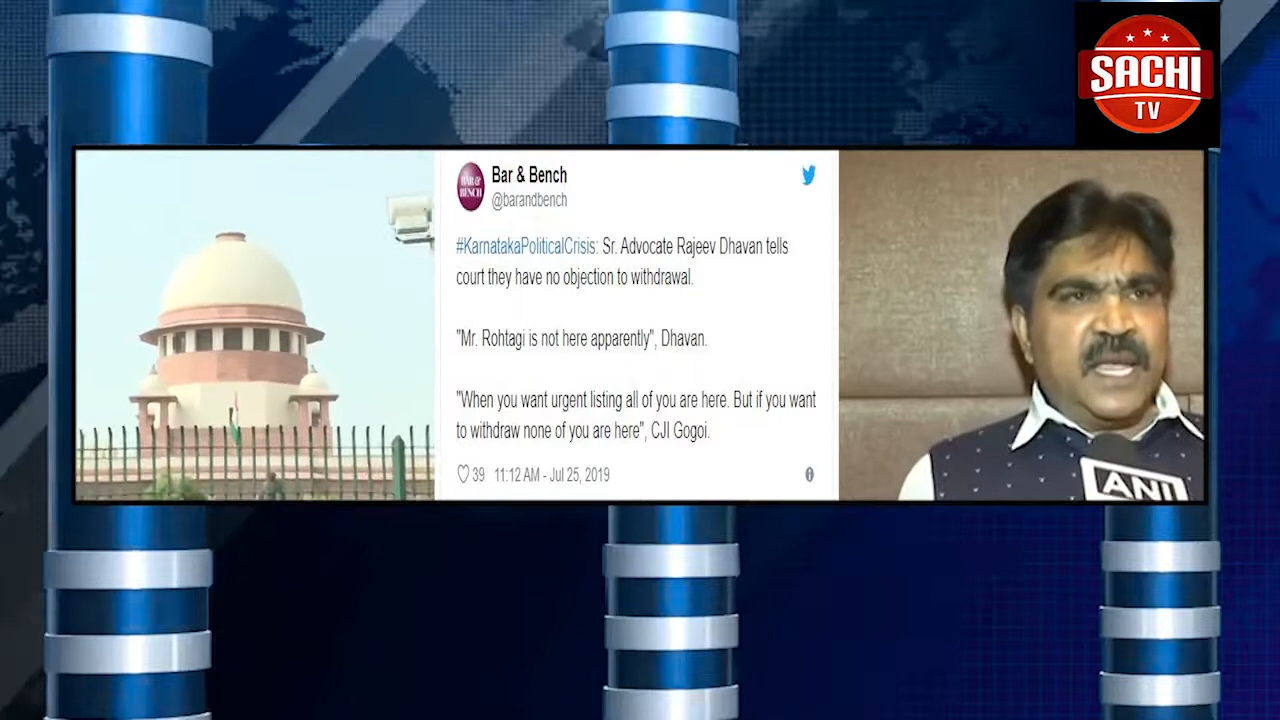 SACHI
TV
BAR &
BENCH
Bar & Bench
@barandbench
#KarnatakaPoliticalCrisis: Sr. Advocate Rajeev Dhavan tells
court they have no objection to withdrawal.
"Mr. Rohtagi is not here apparently", Dhavan.
"When you want urgent listing all of you are here. But if you want
to withdraw none of you are here", CJI Gogoi.
39 11:12 AM - Jul 25, 2019
ANI